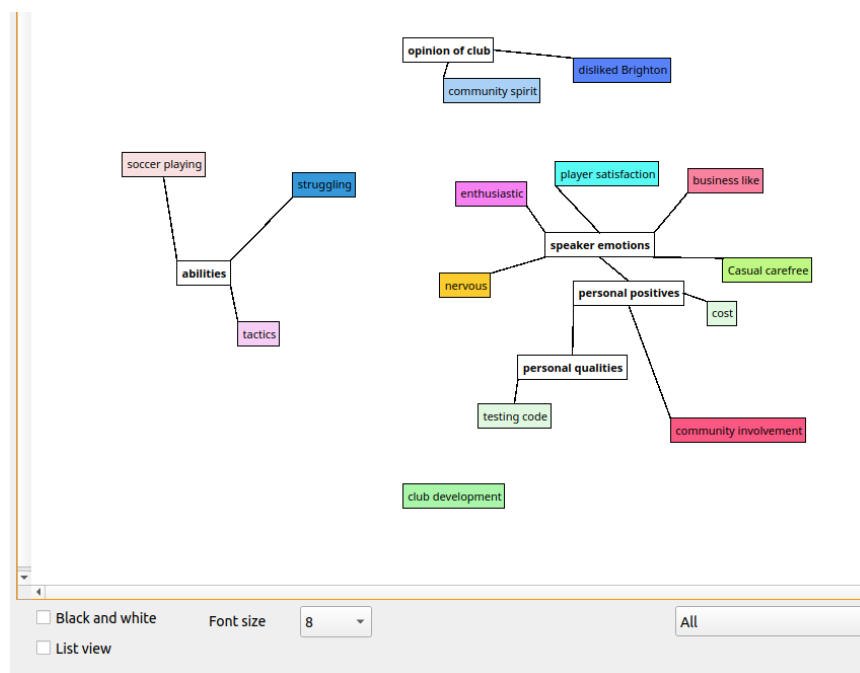 opinion of club
disliked Brighton
community spirit
soccer playing
struggling
player satisfaction
business like
enthusiastic
speaker emotions
abilities
Casual carefree
nervous
personal positives
cost
tactics
personal qualities
testing code
community involvement
club development
Black and white
Font size
8
All
List view